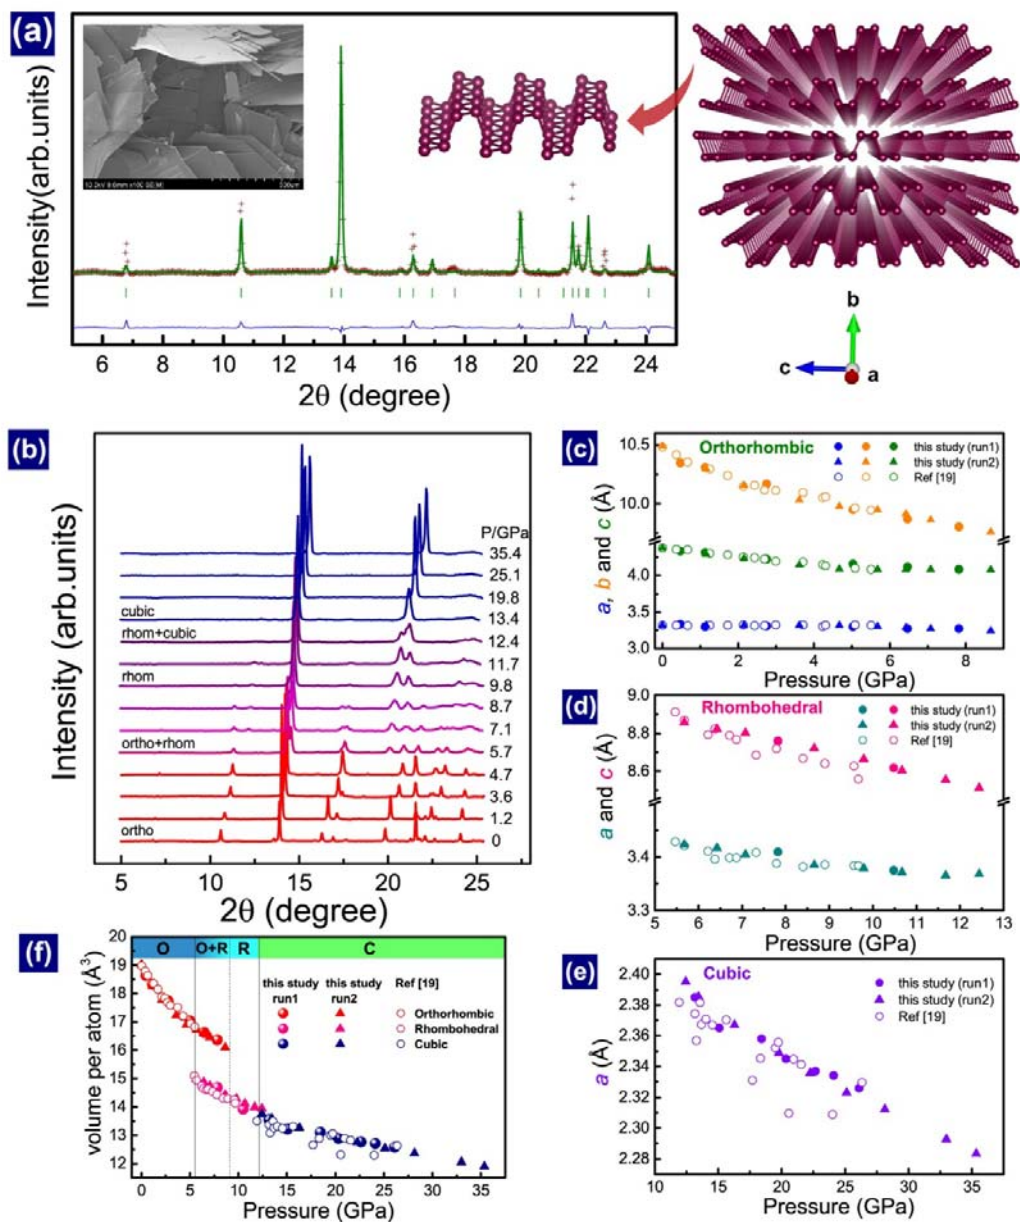 (a)
Intensity(arb.units)
6 8 10 12 14 16 18 20 22 24
2θ (degree)
b
c
a
(b)
Intensity (arb.units)
P/GPa
35.4
25.1
19.8
cubic
13.4
rhom+cubic
12.4
11.7
rhom
9.8
8.7
7.1
ortho+rhom
5.7
4.7
3.6
1.2
ortho
0
5 10 15 20 25
2θ (degree)
(c)
Orthorhombic
this study (run1)
this study (run2)
Ref [19]
a, b and c (Å)
10.5
10.0
4.0
3.5
3.0
0 2 4 6 8
Pressure (GPa)
(d)
Rhombohedral
this study (run1)
this study (run2)
Ref [19]
a and c (Å)
9.0
8.8
8.6
3.4
3.3
5 6 7 8 9 10 11 12 13
Pressure (GPa)
(f)
O O+R R C
this study this study Ref [19]
run1 run2
Orthorhombic
Rhombohedral
Cubic
volume per atom (Å3)
20
19
18
17
16
15
14
13
12
0 5 10 15 20 25 30 35
Pressure (GPa)
(e)
Cubic
this study (run1)
this study (run2)
Ref [19]
a (Å)
2.40
2.38
2.36
2.34
2.32
2.30
2.28
10 15 20 25 30 35
Pressure (GPa)